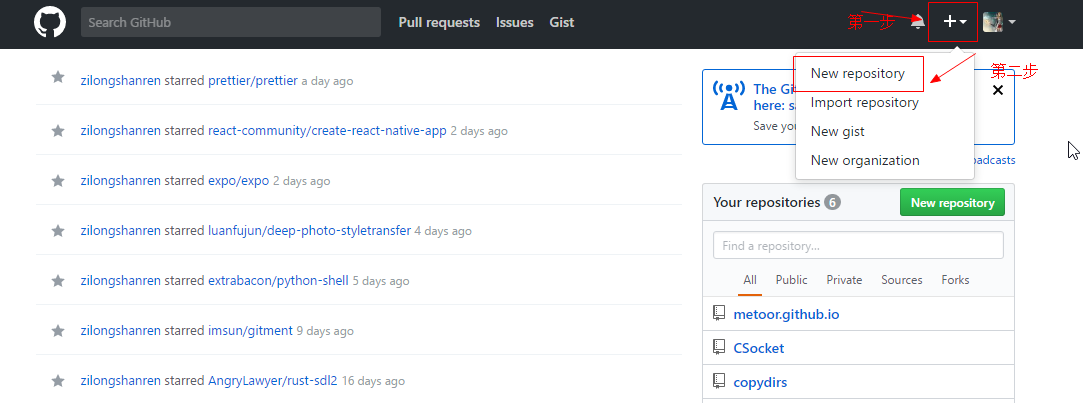 Search GitHub Pull requests Issues Gist 第一步
第二步
New repository
Import repository
New gist
New organization
zilongshanren starred prettier/prettier a day ago
zilongshanren starred react-community/create-react-native-app 2 days ago
zilongshanren starred expo/expo 2 days ago
zilongshanren starred luanfujun/deep-photo-styletransfer 4 days ago
zilongshanren starred extrabacon/python-shell 5 days ago
zilongshanren starred imsun/gitment 9 days ago
zilongshanren starred AngryLawyer/rust-sdl2 16 days ago
The Gi
here: sa
Save you
oadcasts
Your repositories 6 New repository
Find a repository...
All Public Private Sources Forks
metoor.github.io
CSocket
copydirs